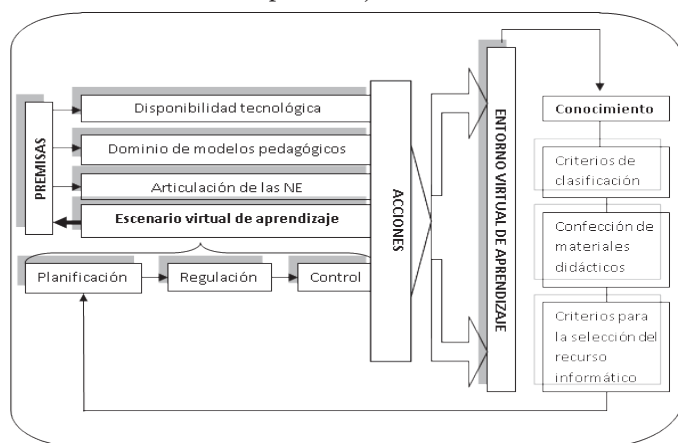 PREMISAS
Disponibilidad tecnológica
Dominio de modelos pedagógicos
Articulación de las NE
Escenario virtual de aprendizaje
Planificación
Regulación
Control
ACCIONES
ENTORNO VIRTUAL DE APRENDIZAJE
Conocimiento
Criterios de
clasificación
Confección de
materiales
didácticos
Criterios para
la selección del
recurso
informático